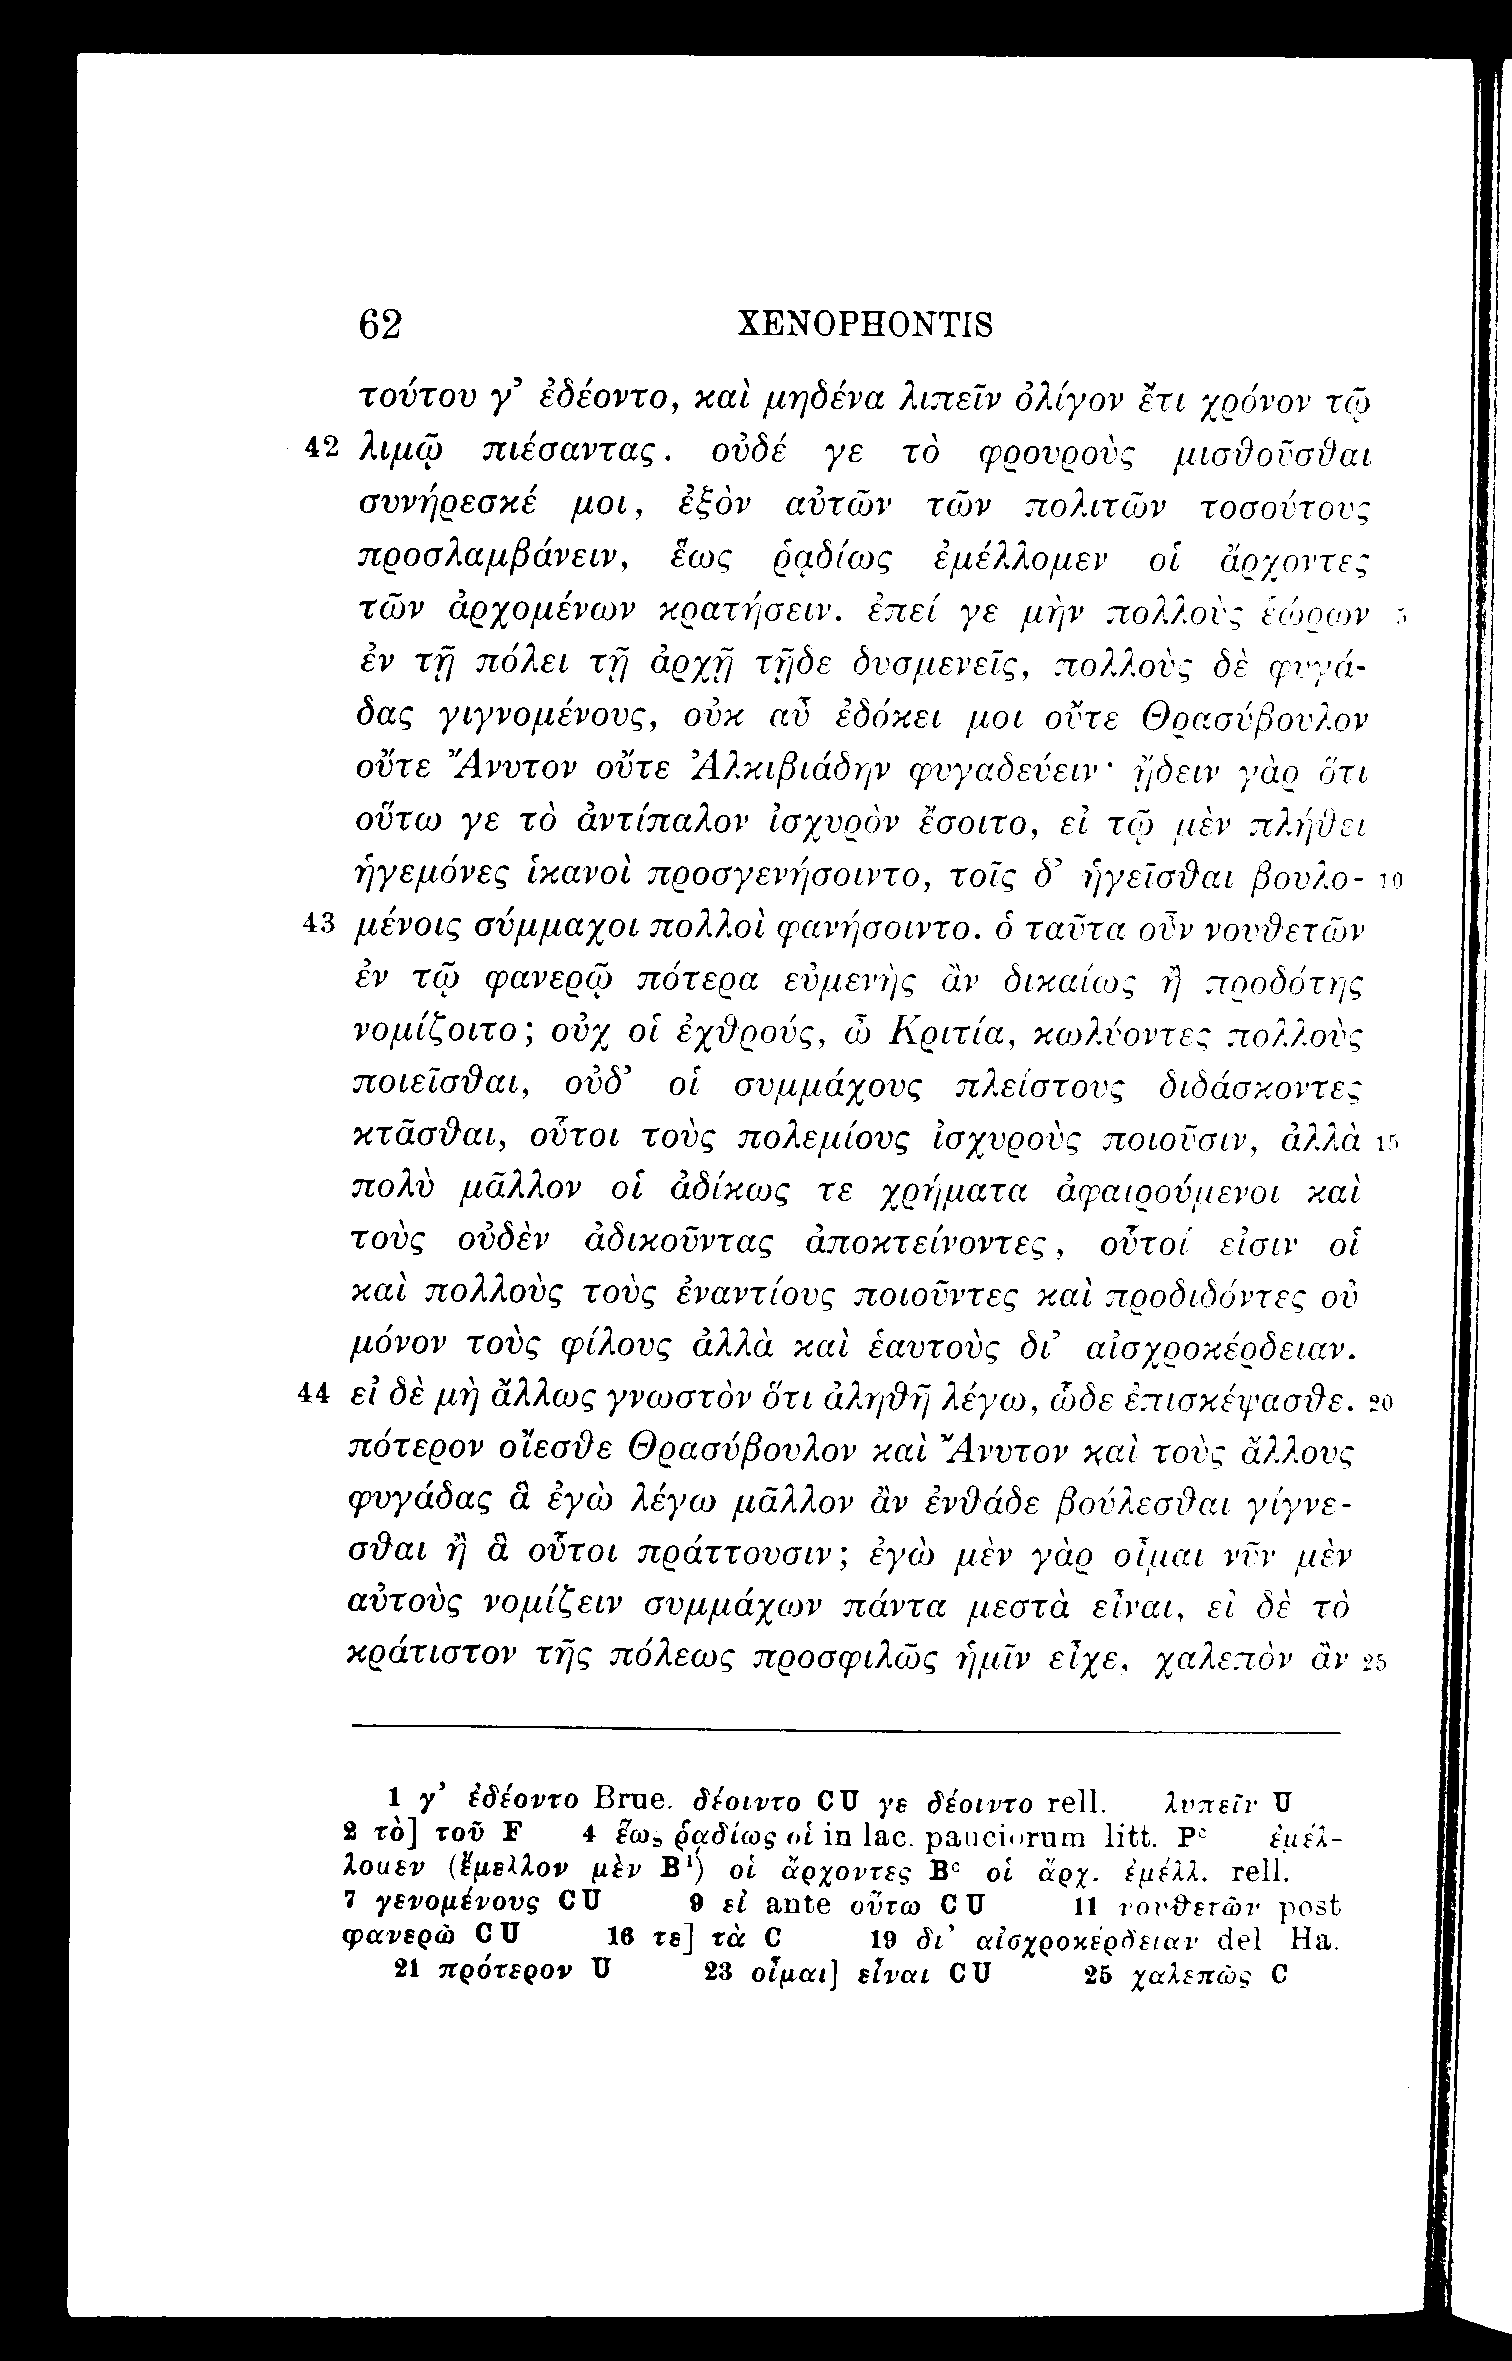 62 XENOPHONTIS
τούτου γ’ ἐδέοντο, καὶ μηδένα λιπεῖν ὀλίγον ἔτι χρόνον τῷ
42 λιμῷ πιέσαντας. οὐδέ γε τὸ φρουροὺς μισθοῦσθαι
συνήρεσκέ μοι, ἐξὸν αὐτῶν τῶν πολιτῶν τοσούτους
προσλαμβάνειν, ἕως ῥᾳδίως ἐμέλλομεν οἱ ἄρχοντες
τῶν ἀρχομένων κρατήσειν. ἐπεί γε μὴν πολλοὺς ἑώρων 5
ἐν τῇ πόλει τῇ ἀρχῇ τῇδε δυσμενεῖς, πολλοὺς δὲ φυγά-
δας γιγνομένους, οὐκ αὖ ἐδόκει μοι οὔτε Θρασύβουλον
οὔτε Ἄνυτον οὔτε Ἀλκιβιάδην φυγαδεύειν· ᾔδειν γὰρ ὅτι
οὕτω γε τὸ ἀντίπαλον ἰσχυρὸν ἔσοιτο, εἰ τῷ μὲν πλήθει
ἡγεμόνες ἱκανοὶ προσγενήσοιντο, τοῖς δ’ ἡγεῖσθαι βουλο- 10
43 μένοις σύμμαχοι πολλοὶ φανήσοιντο. ὁ ταῦτα οὖν νουθετῶν
ἐν τῷ φανερῷ πότερα εὐμενὴς ἂν δικαίως ἢ προδότης
νομίζοιτο; οὐχ οἱ ἐχθρούς, ὦ Κριτία, κωλύοντες πολλοὺς
ποιεῖσθαι, οὐδ’ οἱ συμμάχους πλείστους διδάσκοντες
κτᾶσθαι, οὗτοι τοὺς πολεμίους ἰσχυροὺς ποιοῦσιν, ἀλλὰ 15
πολὺ μᾶλλον οἱ ἀδίκως τε χρήματα ἀφαιρούμενοι καὶ
τοὺς οὐδὲν ἀδικοῦντας ἀποκτείνοντες, οὗτοί εἰσιν οἱ
καὶ πολλοὺς τοὺς ἐναντίους ποιοῦντες καὶ προδιδόντες οὐ
μόνον τοὺς φίλους ἀλλὰ καὶ ἑαυτοὺς δι’ αἰσχροκέρδειαν.
44 εἰ δὲ μὴ ἄλλως γνωστὸν ὅτι ἀληθῆ λέγω, ὧδε ἐπισκέψασθε. 20
πότερον οἴεσθε Θρασύβουλον καὶ Ἄνυτον καὶ τοὺς ἄλλους
φυγάδας ἃ ἐγὼ λέγω μᾶλλον ἂν ἐνθάδε βούλεσθαι γίγνε-
σθαι ἢ ἃ οὗτοι πράττουσιν; ἐγὼ μὲν γὰρ οἶμαι νῦν μὲν
αὐτοὺς νομίζειν συμμάχων πάντα μεστὰ εἶναι, εἰ δὲ τὸ
κράτιστον τῆς πόλεως προσφιλῶς ἡμῖν εἶχε, χαλεπὸν ἂν 25
1 γ’ ἐδέοντο Brue. δέοιντο CU γε δέοιντο rell. λυπεῖν U
2 τὸ] τοῦ F 4 ἕως ῥᾳδίως οἱ in lac. pauciorum litt. Pᶜ ἐμέλ-
λομεν (ἔμελλον μὲν B¹) οἱ ἄρχοντες Bᶜ οἱ ἄρχ. ἐμέλλ. rell.
7 γενομένους CU 9 εἰ ante οὕτω CU 11 νουθετῶν post
φανερῶ CU 16 τε] τὰ C 19 δι’ αἰσχροκέρδειαν del Ha.
21 πρότερον U 23 οἶμαι] εἶναι CU 25 χαλεπῶς C